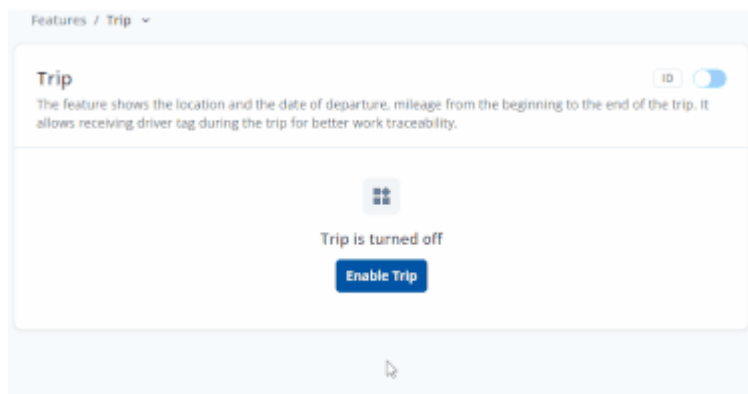 Features / Trip
Trip
ID
The feature shows the location and the date of departure, mileage from the beginning to the end of the trip. It
allows receiving driver tag during the trip for better work traceability.
Trip is turned off
Enable Trip